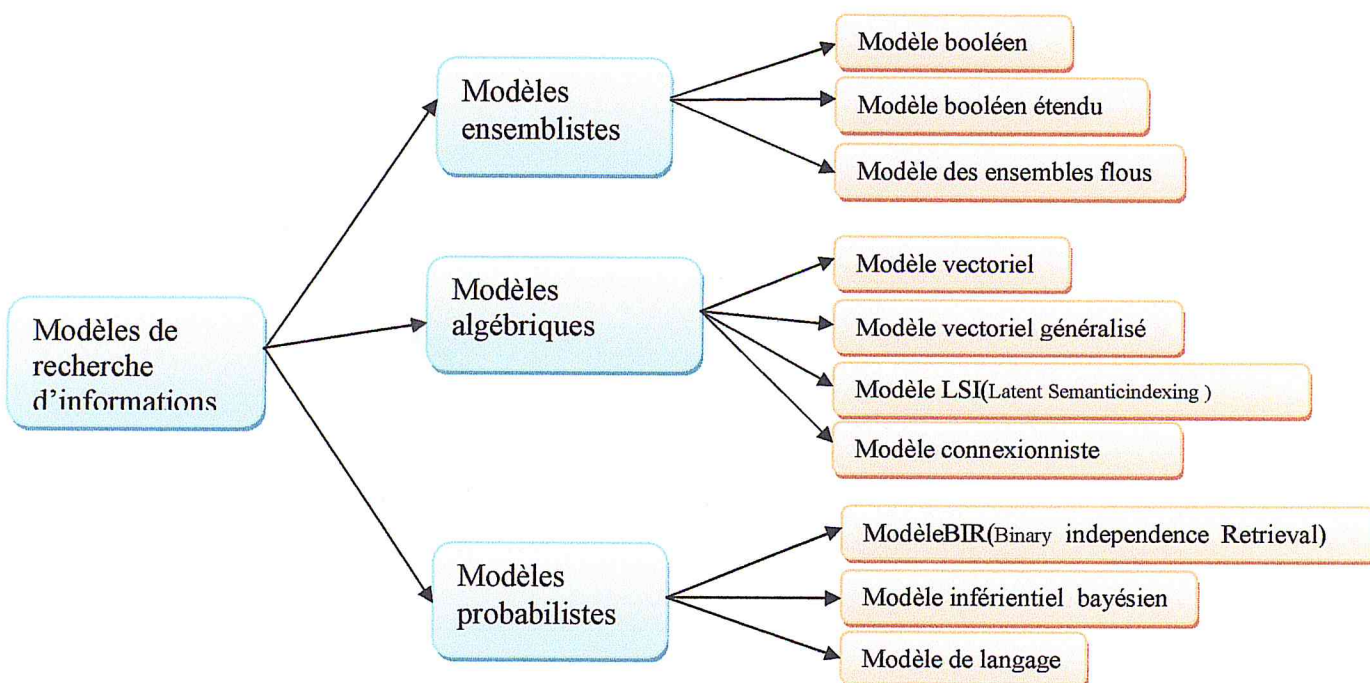 Modèles de
recherche
d'informations
Modèles
ensemblistes
Modèle booléen
Modèle booléen étendu
Modèle des ensembles flous
Modèles
algébriques
Modèle vectoriel
Modèle vectoriel généralisé
Modèle LSI(Latent Semanticindexing )
Modèle connexionniste
Modèles
probabilistes
ModèleBIR(Binary independence Retrieval)
Modèle inférientiel bayésien
Modèle de langage